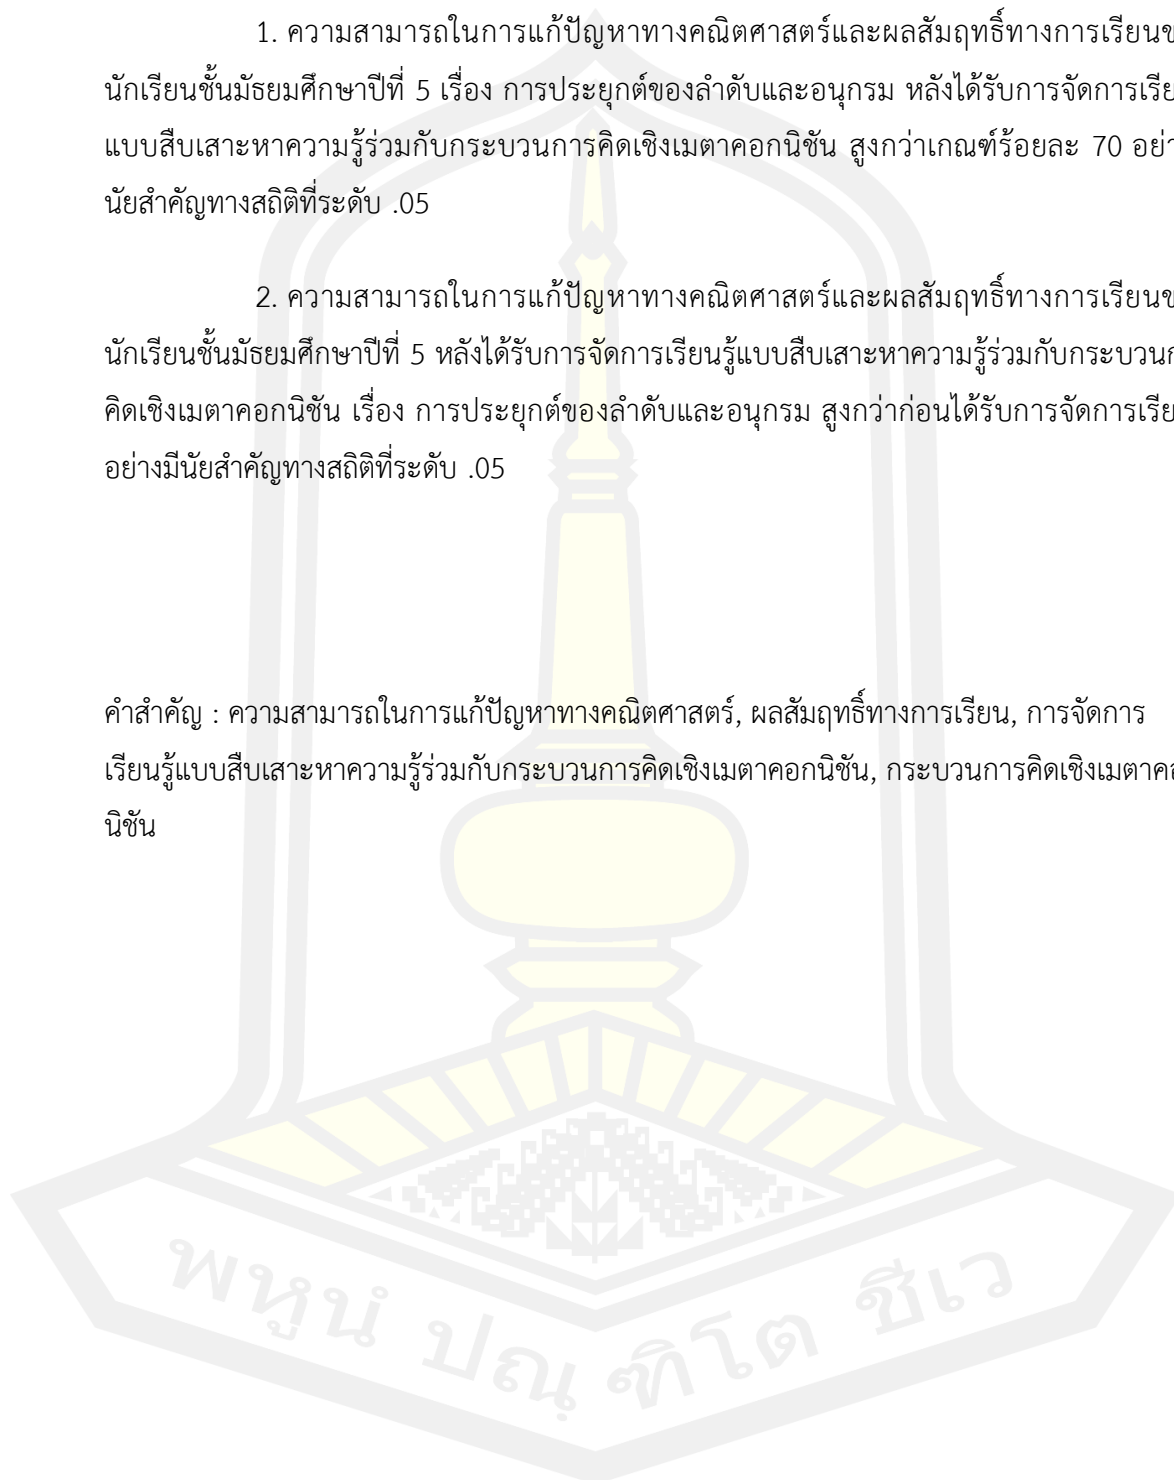 1. ความสามารถในการแก้ปัญหาทางคณิตศาสตร์และผลสัมฤทธิ์ทางการเรียนข
นักเรียนชั้นมัธยมศึกษาปีที่ 5 เรื่อง การประยุกต์ของลำดับและอนุกรม หลังได้รับการจัดการเรีย
แบบสืบเสาะหาความรู้ร่วมกับกระบวนการคิดเชิงเมตาคอกนิชัน สูงกว่าเกณฑ์ร้อยละ 70 อย่า
นัยสำคัญทางสถิติที่ระดับ .05
2. ความสามารถในการแก้ปัญหาทางคณิตศาสตร์และผลสัมฤทธิ์ทางการเรียนข
นักเรียนชั้นมัธยมศึกษาปีที่ 5 หลังได้รับการจัดการเรียนรู้แบบสืบเสาะหาความรู้ร่วมกับกระบวนก
คิดเชิงเมตาคอกนิชัน เรื่อง การประยุกต์ของลำดับและอนุกรม สูงกว่าก่อนได้รับการจัดการเรีย
อย่างมีนัยสำคัญทางสถิติที่ระดับ .05
คำสำคัญ : ความสามารถในการแก้ปัญหาทางคณิตศาสตร์, ผลสัมฤทธิ์ทางการเรียน, การจัดการ
เรียนรู้แบบสืบเสาะหาความรู้ร่วมกับกระบวนการคิดเชิงเมตาคอกนิชัน, กระบวนการคิดเชิงเมตาคอ
นิชัน
พหูนํ ปณฺฑิโต ชีเว